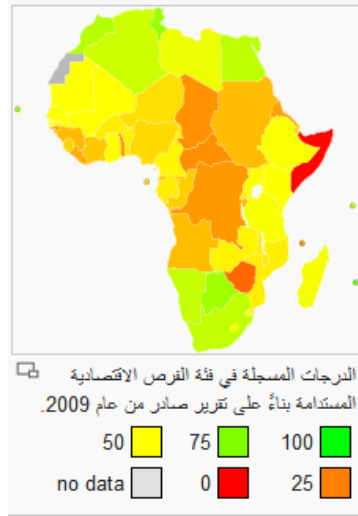 الدرجات المسجلة في فئة الفرص الاقتصادية
المستدامة بناءً على تقرير صادر من عام 2009.
100 75 50
25 0 no data